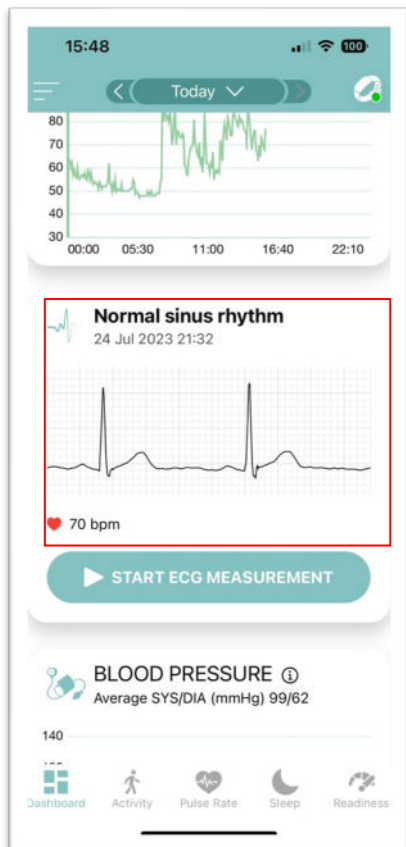 15:48
100
Today
80
70
60
50
40
30
00:00 05:30 11:00 16:40 22:10
Normal sinus rhythm
24 Jul 2023 21:32
70 bpm
START ECG MEASUREMENT
BLOOD PRESSURE
Average SYS/DIA (mmHg) 99/62
140
Dashboard Activity Pulse Rate Sleep Readiness